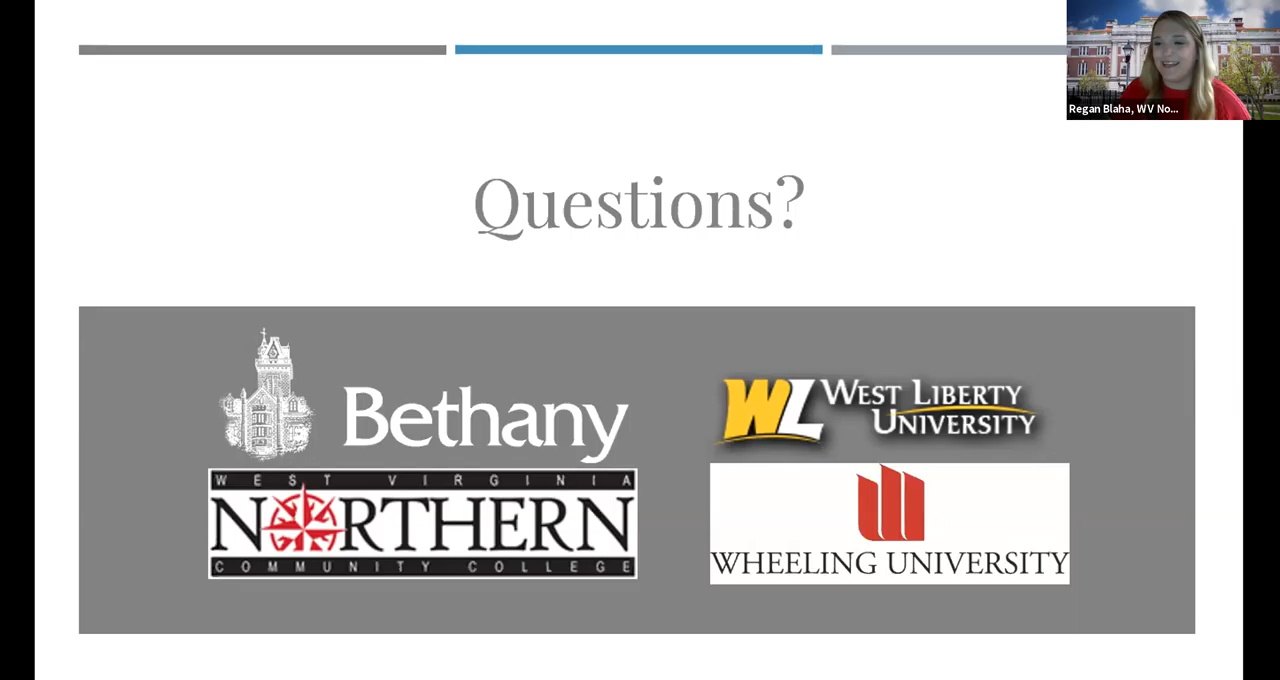 Regan Blaha, WV No...
Questions?
Bethany
WEST VIRGINIA
NORTHERN
COMMUNITY COLLEGE
WL WEST LIBERTY
UNIVERSITY
WHEELING UNIVERSITY